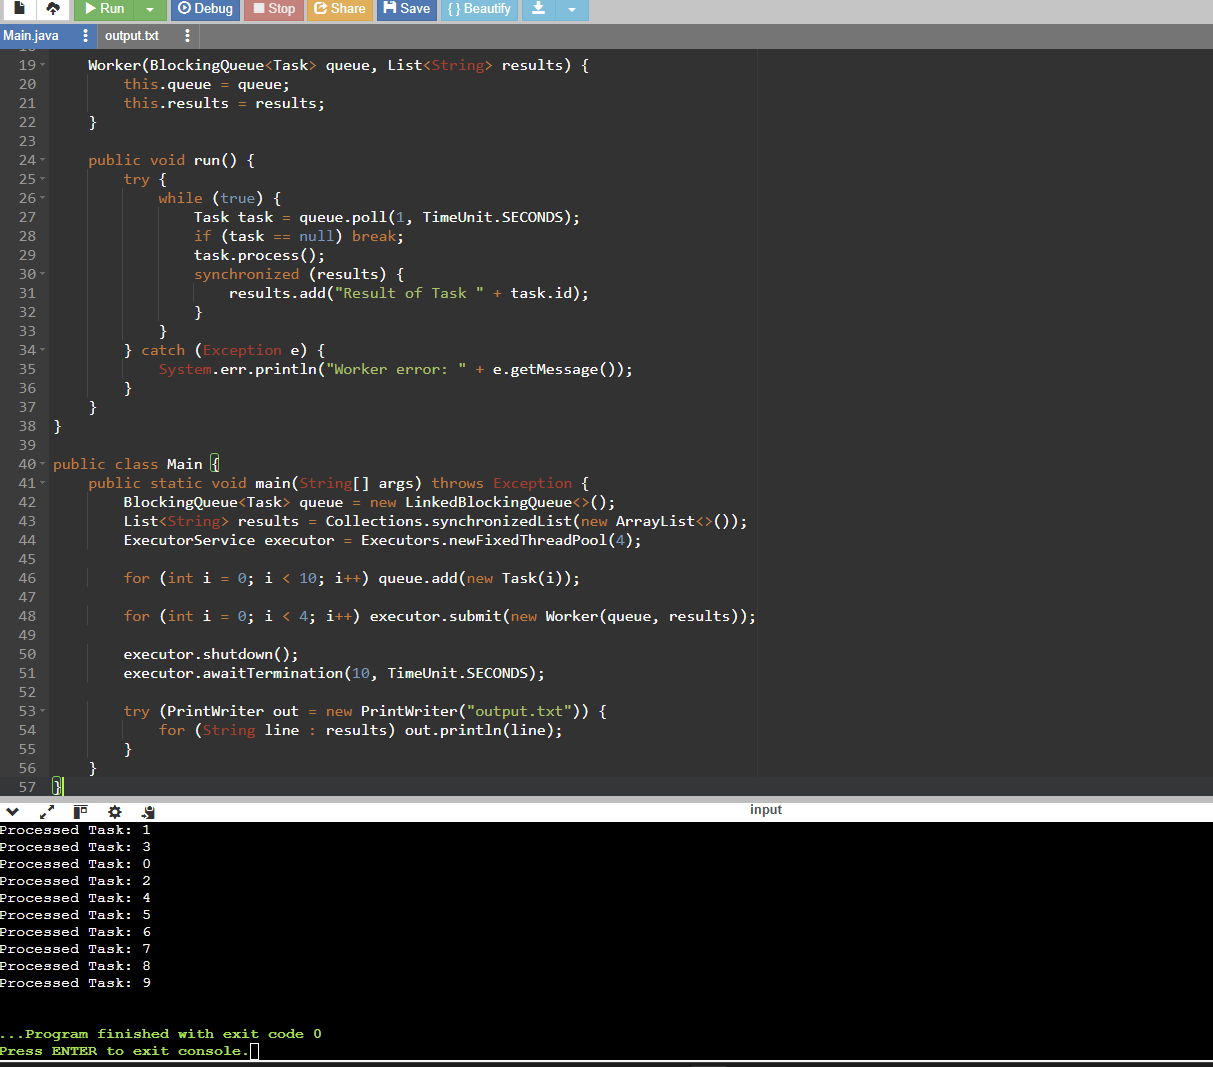 Run Debug Stop Share Save { } Beautify
Main.java output.txt
19 Worker(BlockingQueue<Task> queue, List<String> results) {
20 this.queue = queue;
21 this.results = results;
22 }
23
24 public void run() {
25 try {
26 while (true) {
27 Task task = queue.poll(1, TimeUnit.SECONDS);
28 if (task == null) break;
29 task.process();
30 synchronized (results) {
31 results.add("Result of Task " + task.id);
32 }
33 }
34 } catch (Exception e) {
35 System.err.println("Worker error: " + e.getMessage());
36 }
37 }
38 }
39
40 public class Main {
41 public static void main(String[] args) throws Exception {
42 BlockingQueue<Task> queue = new LinkedBlockingQueue<>();
43 List<String> results = Collections.synchronizedList(new ArrayList<>());
44 ExecutorService executor = Executors.newFixedThreadPool(4);
45
46 for (int i = 0; i < 10; i++) queue.add(new Task(i));
47
48 for (int i = 0; i < 4; i++) executor.submit(new Worker(queue, results));
49
50 executor.shutdown();
51 executor.awaitTermination(10, TimeUnit.SECONDS);
52
53 try (PrintWriter out = new PrintWriter("output.txt")) {
54 for (String line : results) out.println(line);
55 }
56 }
57 }
input
Processed Task: 1
Processed Task: 3
Processed Task: 0
Processed Task: 2
Processed Task: 4
Processed Task: 5
Processed Task: 6
Processed Task: 7
Processed Task: 8
Processed Task: 9
...Program finished with exit code 0
Press ENTER to exit console.